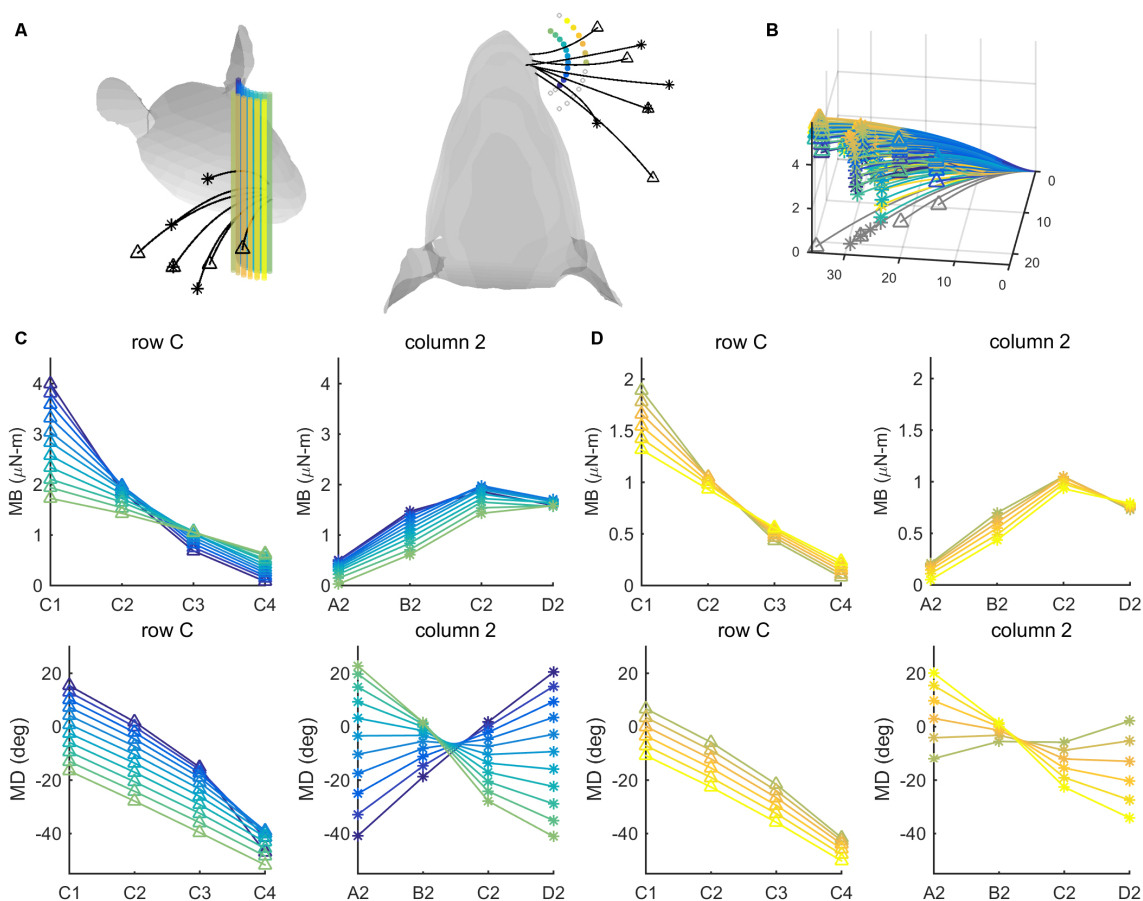 A
B
4
2
0
30
20
10
0
0
10
20
C
row C
column 2
D
row C
column 2
MB (μN-m)
4
3
2
1
0
C1 C2 C3 C4
MB (μN-m)
4
3
2
1
0
A2 B2 C2 D2
MB (μN-m)
2
1.5
1
0.5
0
C1 C2 C3 C4
MB (μN-m)
2
1.5
1
0.5
0
A2 B2 C2 D2
row C
column 2
row C
column 2
MD (deg)
20
0
-20
-40
C1 C2 C3 C4
MD (deg)
20
0
-20
-40
A2 B2 C2 D2
MD (deg)
20
0
-20
-40
C1 C2 C3 C4
MD (deg)
20
0
-20
-40
A2 B2 C2 D2